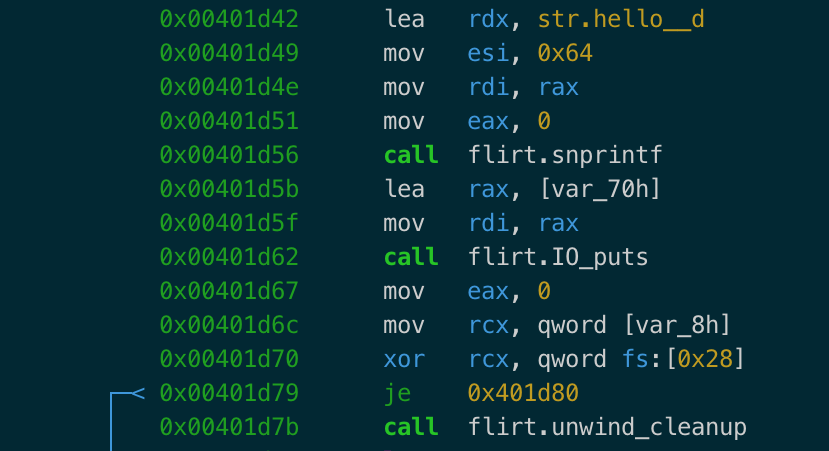 0x00401d42 lea rdx, str.hello__d
0x00401d49 mov esi, 0x64
0x00401d4e mov rdi, rax
0x00401d51 mov eax, 0
0x00401d56 call flirt.snprintf
0x00401d5b lea rax, [var_70h]
0x00401d5f mov rdi, rax
0x00401d62 call flirt.IO_puts
0x00401d67 mov eax, 0
0x00401d6c mov rcx, qword [var_8h]
0x00401d70 xor rcx, qword fs:[0x28]
0x00401d79 je 0x401d80
0x00401d7b call flirt.unwind_cleanup